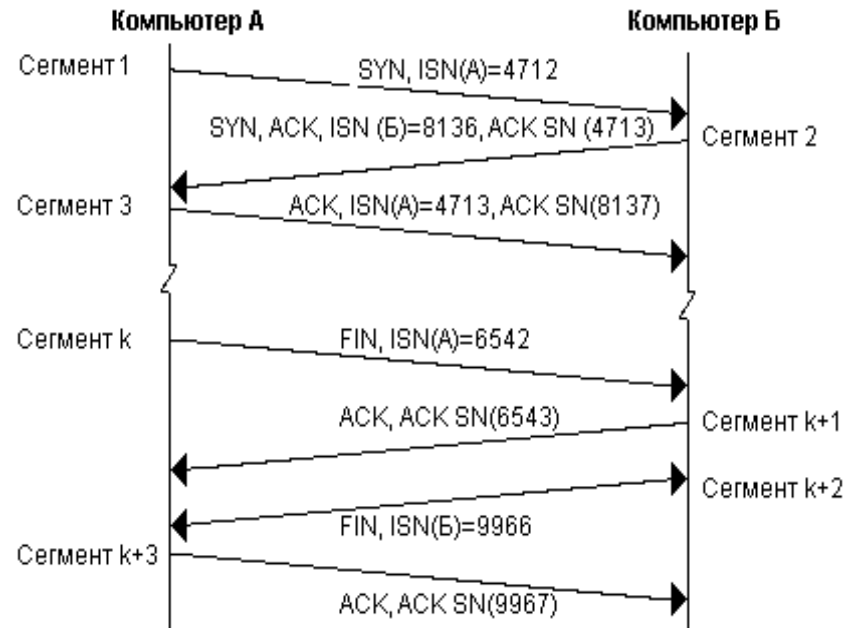 Компьютер А
Компьютер Б
Сегмент 1
SYN, ISN(А)=4712
SYN, ACK, ISN (Б)=8136, ACK SN (4713)
Сегмент 2
Сегмент 3
ACK, ISN(А)=4713, ACK SN(8137)
Сегмент k
FIN, ISN(А)=6542
ACK, ACK SN(6543)
Сегмент k+1
Сегмент k+2
FIN, ISN(Б)=9966
Сегмент k+3
ACK, ACK SN(9967)